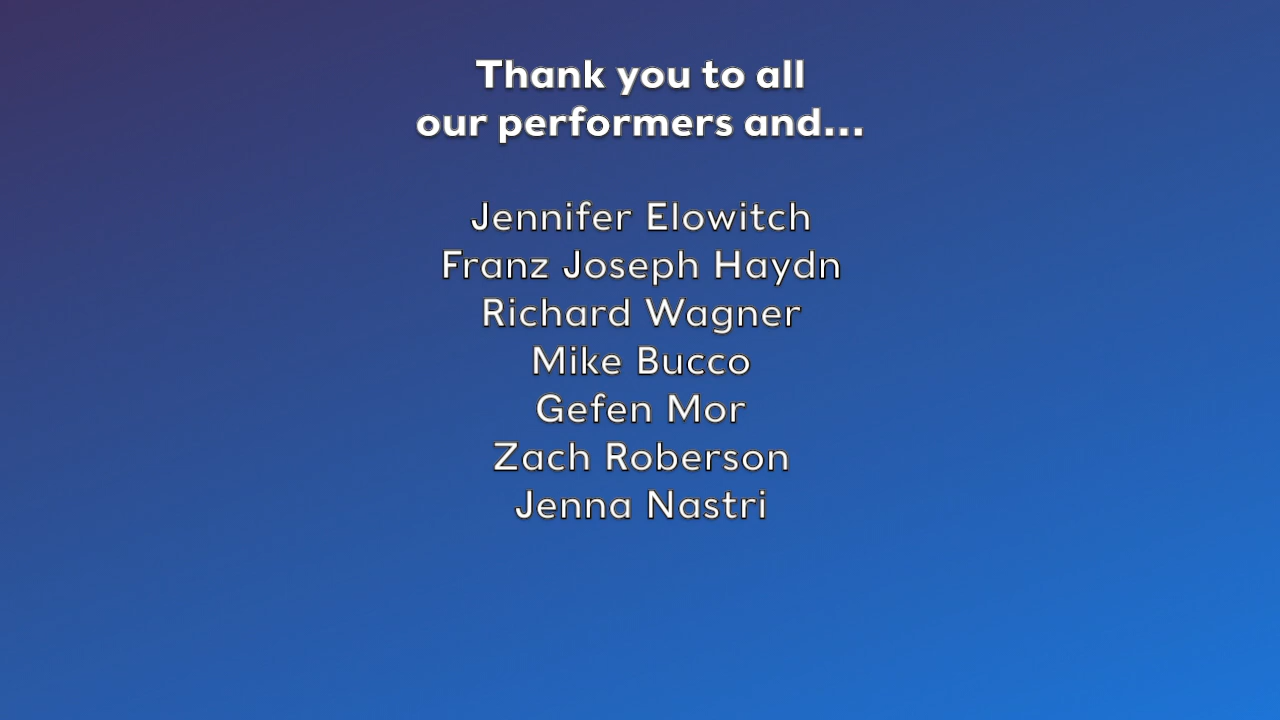 Thank you to all
our performers and...
Jennifer Elowitch
Franz Joseph Haydn
Richard Wagner
Mike Bucco
Gefen Mor
Zach Roberson
Jenna Nastri